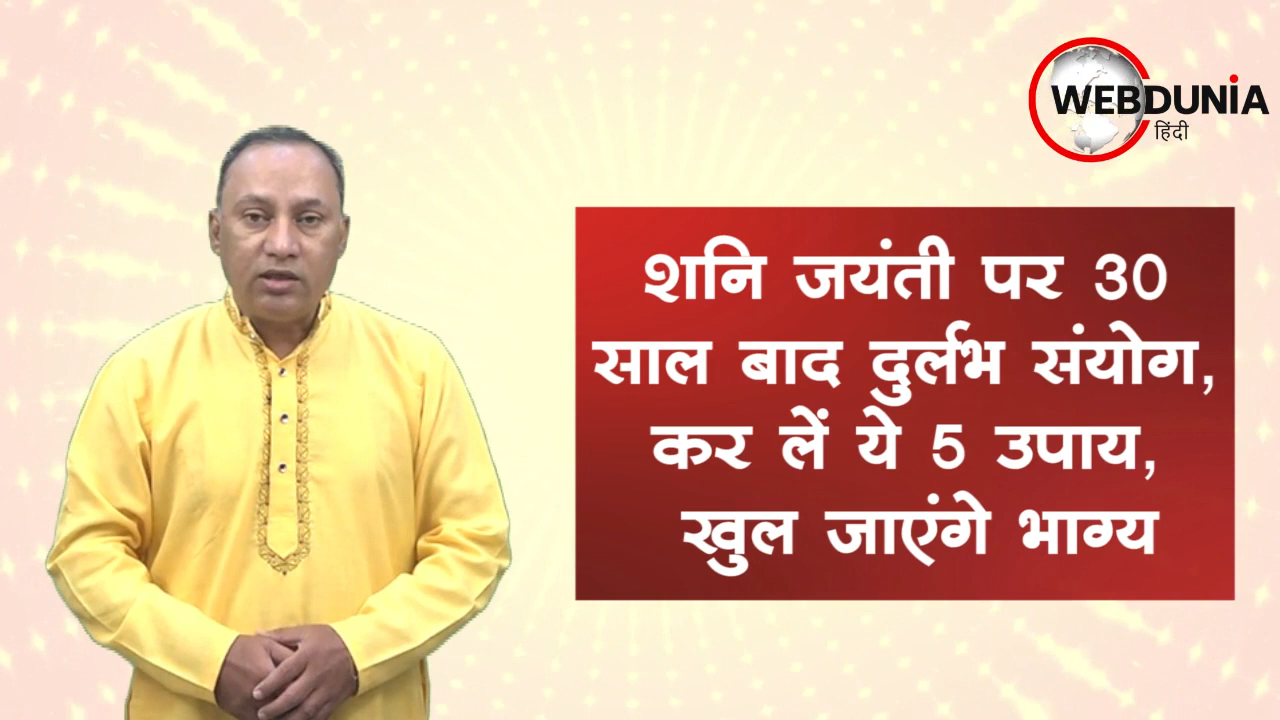 WEBDUNIA
हिंदी
शनि जयंती पर 30
साल बाद दुर्लभ संयोग,
कर लें ये 5 उपाय,
खुल जाएंगे भाग्य